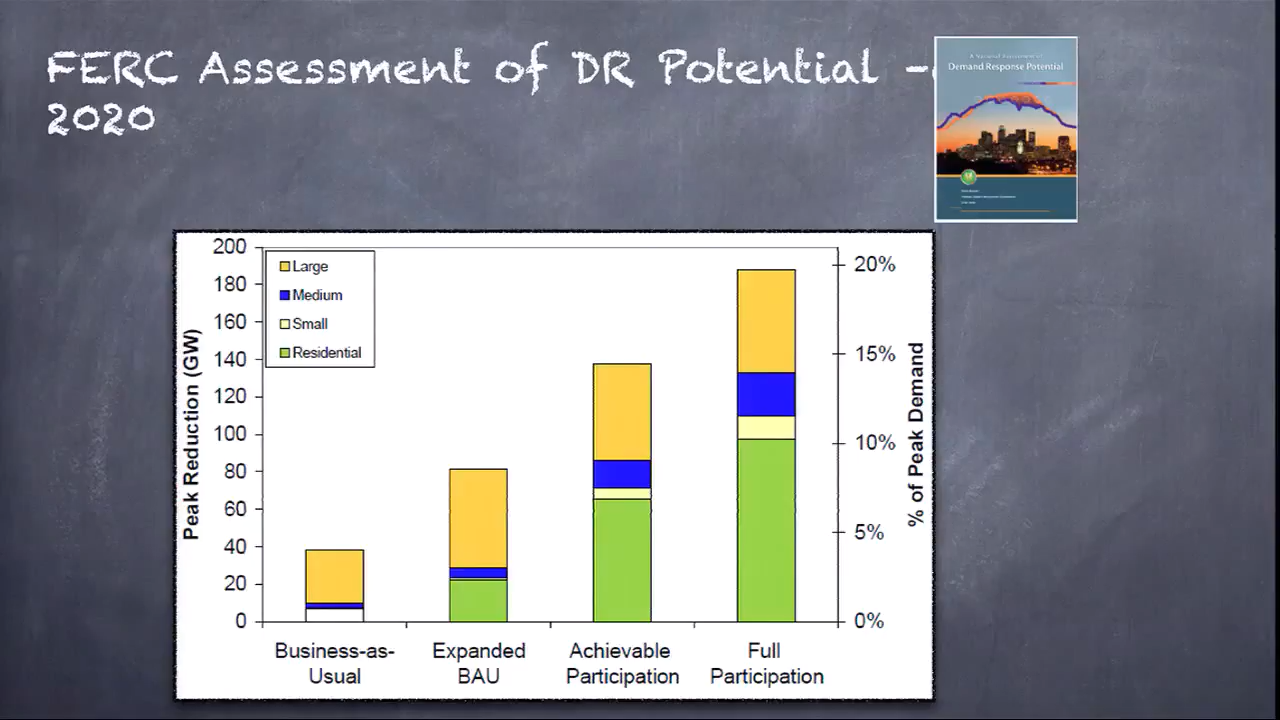 FERC Assessment of DR Potential -
2020
Demand Response Potential
200
180
160
140
120
100
80
60
40
20
0
Peak Reduction (GW)
Large
Medium
Small
Residential
20%
15%
10%
5%
0%
% of Peak Demand
Business-as-
Usual
Expanded
BAU
Achievable
Participation
Full
Participation